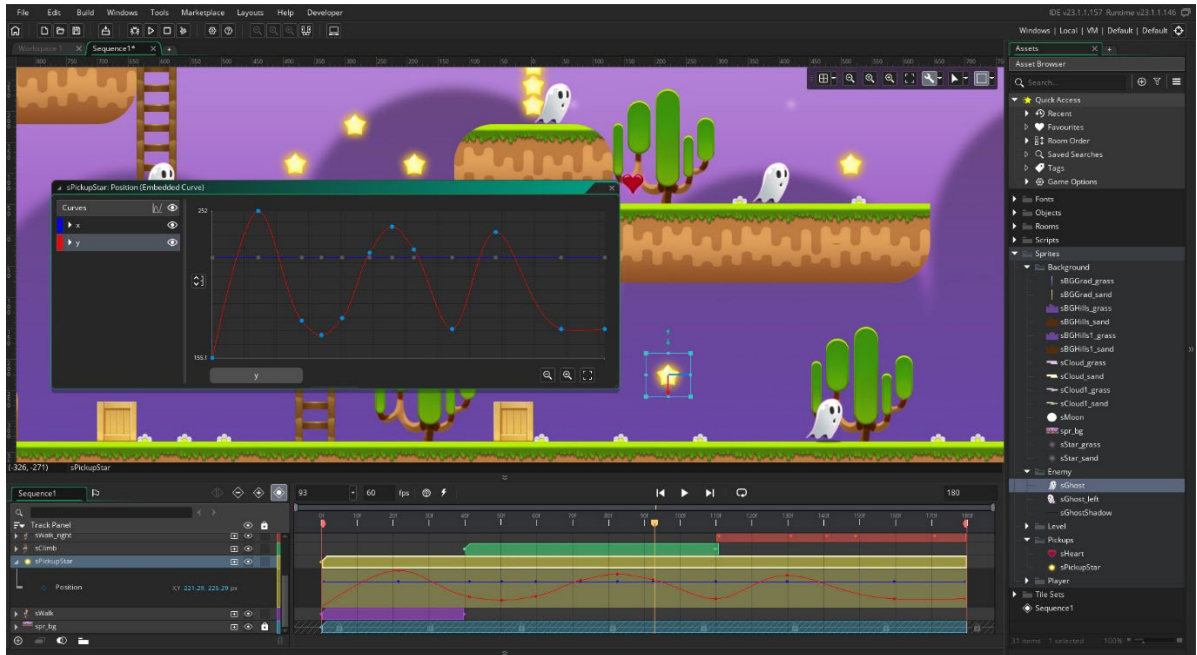 File Edit Build Windows Tools Marketplace Layouts Help Developer
IDE v23.1.1.157 Runtime v23.1.1.146
Windows | Local | VM | Default | Default
Workspace 1
Sequence1*
Assets
Asset Browser
Search...
Quick Access
Recent
Favourites
Room Order
Saved Searches
Tags
Game Options
Fonts
Objects
Rooms
Scripts
Sprites
Background
sBGGrad_grass
sBGGrad_sand
sBGHills_grass
sBGHills_sand
sBGHills1_grass
sBGHills1_sand
sCloud_grass
sCloud_sand
sCloud1_grass
sCloud1_sand
sMoon
spr_bg
sStar_grass
sStar_sand
Enemy
sGhost
sGhost_left
sGhostShadow
Level
Pickups
sHeart
sPickupStar
Player
Tile Sets
Sequence1
31 items 1 selected 100%
sPickupStar: Position (Embedded Curve)
Curves
x
y
252
155.1
y
(-326, -271) sPickupStar
Sequence1
93 60 fps 180
Track Panel
sWalk_right
sClimb
sPickupStar
Position X,Y 221.29, 225.29 px
sWalk
spr_bg